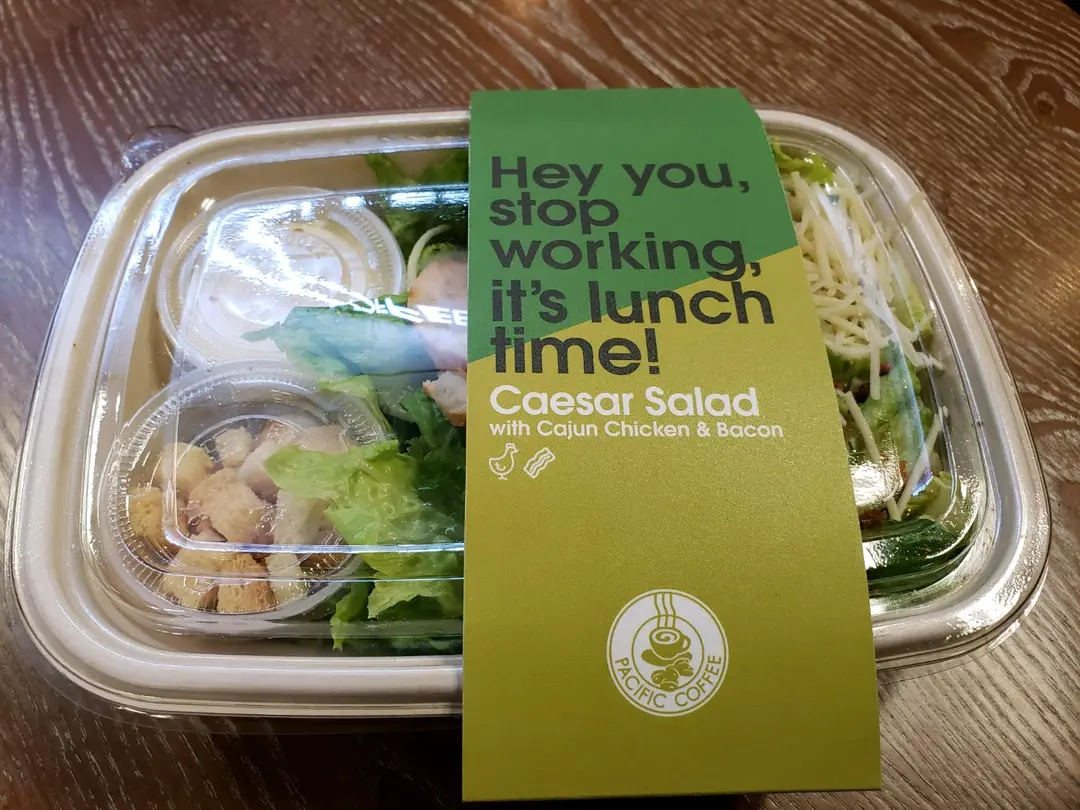 Hey you,
stop
working,
it's lunch
time!
Caesar Salad
with Cajun Chicken & Bacon
PACIFIC COFFEE